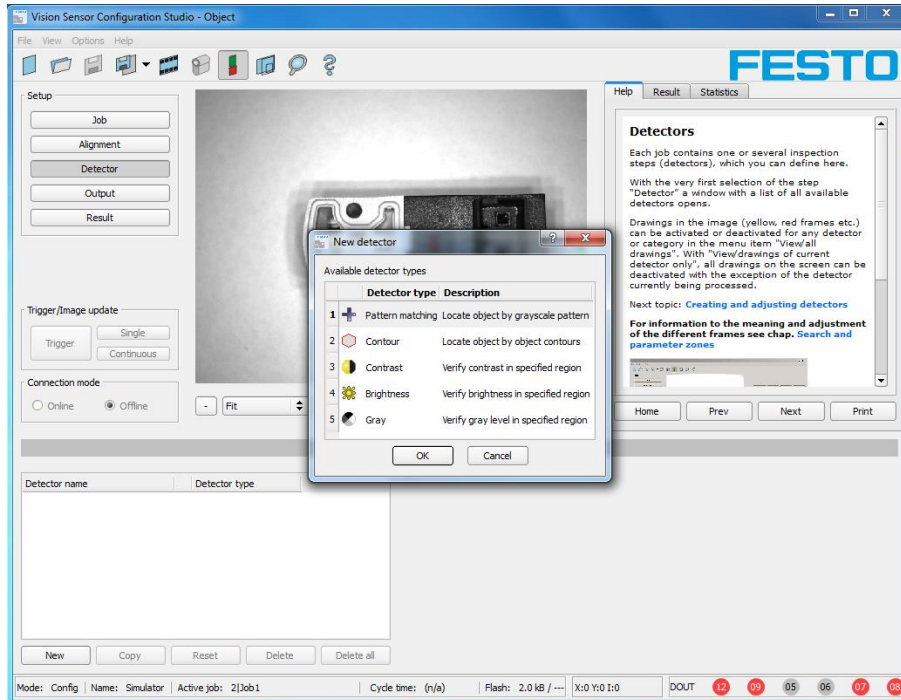 Vision Sensor Configuration Studio - Object
File View Options Help
FESTO
Setup
Job
Alignment
Detector
Output
Result
Trigger/Image update
Trigger
Single
Continuous
Connection mode
Online
Offline
-
Fit
Help Result Statistics
Detectors
Each job contains one or several inspection
steps (detectors), which you can define here.
With the very first selection of the step
"Detector" a window with a list of all available
detectors opens.
Drawings in the image (yellow, red frames etc.)
can be activated or deactivated for any detector
or category in the menu item "View/all
drawings". With "View/drawings of current
detector only", all drawings on the screen can be
deactivated with the exception of the detector
currently being processed.
Next topic: Creating and adjusting detectors
For information to the meaning and adjustment
of the different frames see chap. Search and
parameter zones
Home Prev Next Print
New detector
Available detector types
Detector type Description
1 Pattern matching Locate object by grayscale pattern
2 Contour Locate object by object contours
3 Contrast Verify contrast in specified region
4 Brightness Verify brightness in specified region
5 Gray Verify gray level in specified region
OK Cancel
Detector name Detector type
New Copy Reset Delete Delete all
Mode: Config Name: Simulator Active job: 2|Job1 Cycle time: (n/a) Flash: 2.0 kB / --- X:0 Y:0 I:0 DOUT 12 09 05 06 07 08